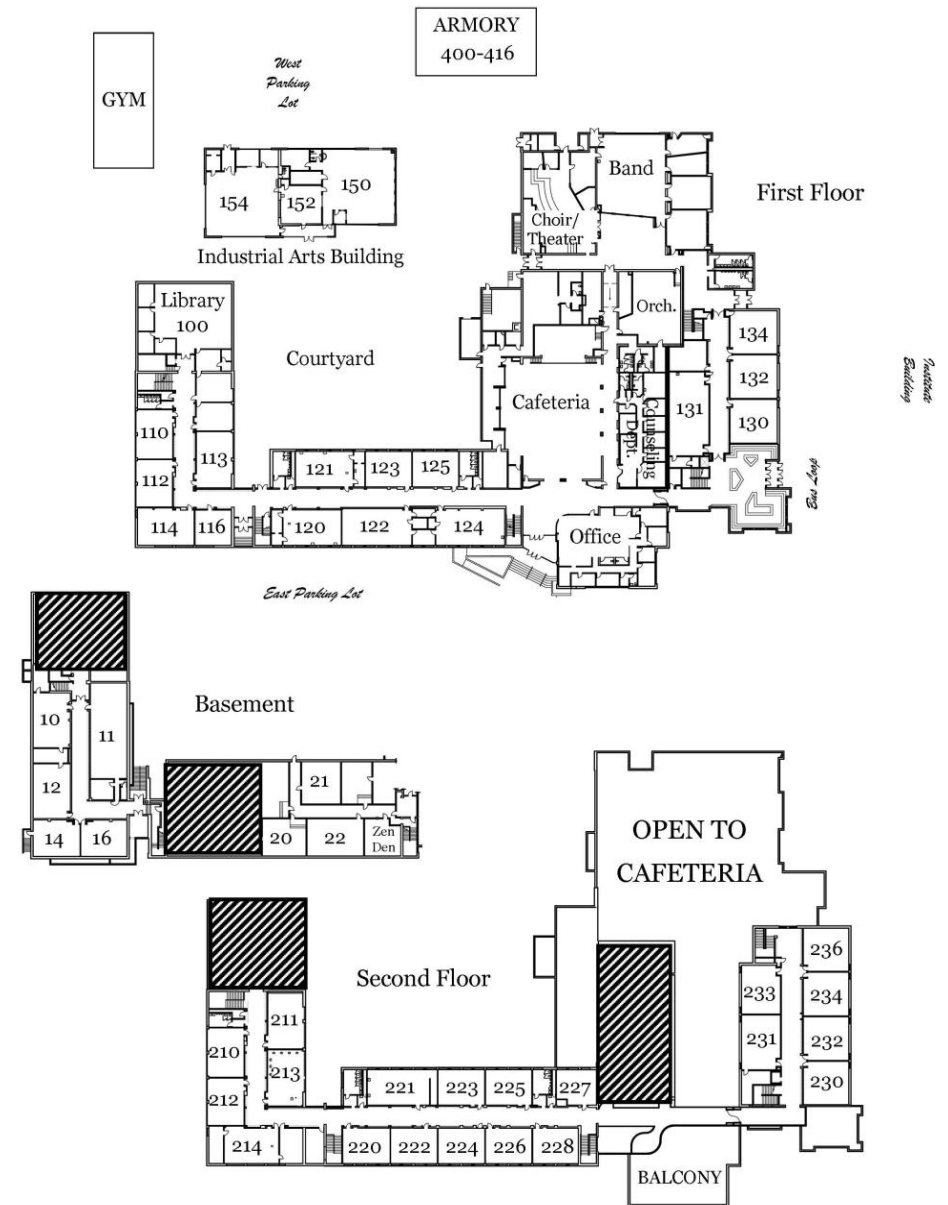 ARMORY
400-416
GYM
West
Parking
Lot
154
152
150
Industrial Arts Building
Band
First Floor
Choir/
Theater
Library
100
Courtyard
Orch.
134
132
130
131
Institute
Building
Cafeteria
Counseling
Dept
110
112
113
121
123
125
114
116
120
122
124
Office
Bus Loop
East Parking Lot
Basement
10
11
12
14
16
20
21
22
Zen
Den
OPEN TO
CAFETERIA
Second Floor
211
210
213
212
214
221
223
225
227
220
222
224
226
228
233
231
236
234
232
230
BALCONY